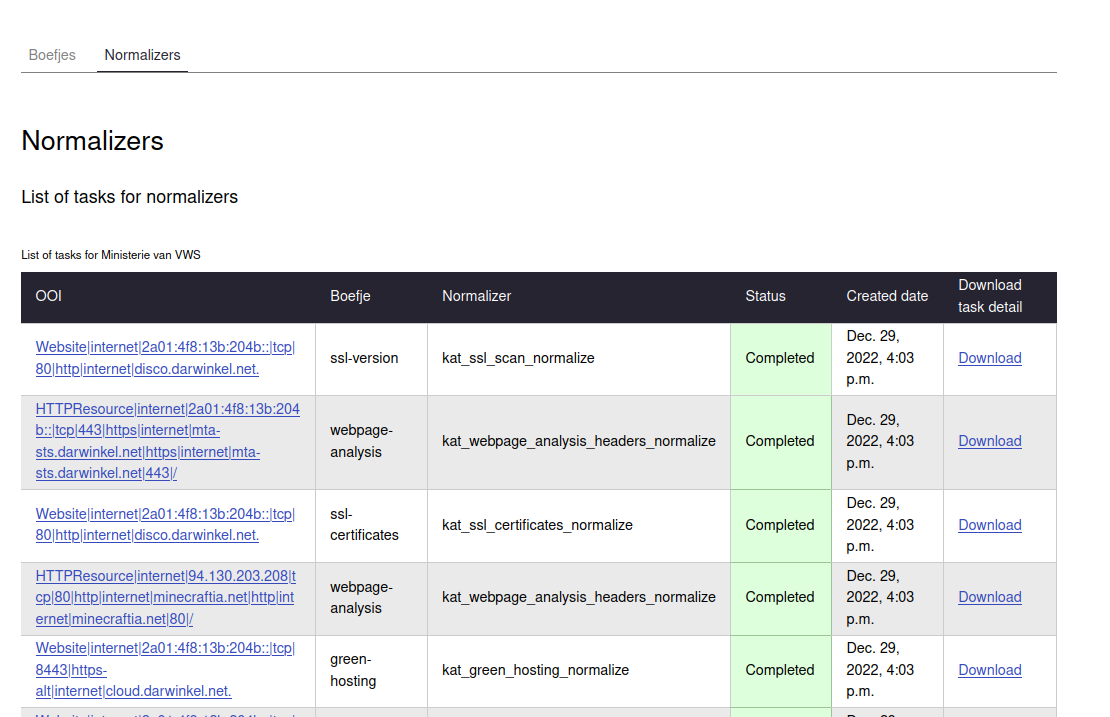 Boefjes Normalizers
Normalizers
List of tasks for normalizers
List of tasks for Ministerie van VWS
OOI Boefje Normalizer Status Created date Download task detail
Website|internet|2a01:4f8:13b:204b::|tcp|
80|http|internet|disco.darwinkel.net.
ssl-version
kat_ssl_scan_normalize
Completed
Dec. 29,
2022, 4:03
p.m.
Download
HTTPResource|internet|2a01:4f8:13b:204
b::|tcp|443|https|internet|mta-
sts.darwinkel.net|https|internet|mta-
sts.darwinkel.net|443|/
webpage-
analysis
kat_webpage_analysis_headers_normalize
Completed
Dec. 29,
2022, 4:03
p.m.
Download
Website|internet|2a01:4f8:13b:204b::|tcp|
80|http|internet|disco.darwinkel.net.
ssl-
certificates
kat_ssl_certificates_normalize
Completed
Dec. 29,
2022, 4:03
p.m.
Download
HTTPResource|internet|94.130.203.208|t
cp|80|http|internet|minecraftia.net|http|int
ernet|minecraftia.net|80|/
webpage-
analysis
kat_webpage_analysis_headers_normalize
Completed
Dec. 29,
2022, 4:03
p.m.
Download
Website|internet|2a01:4f8:13b:204b::|tcp|
8443|https-
alt|internet|cloud.darwinkel.net.
green-
hosting
kat_green_hosting_normalize
Completed
Dec. 29,
2022, 4:03
p.m.
Download